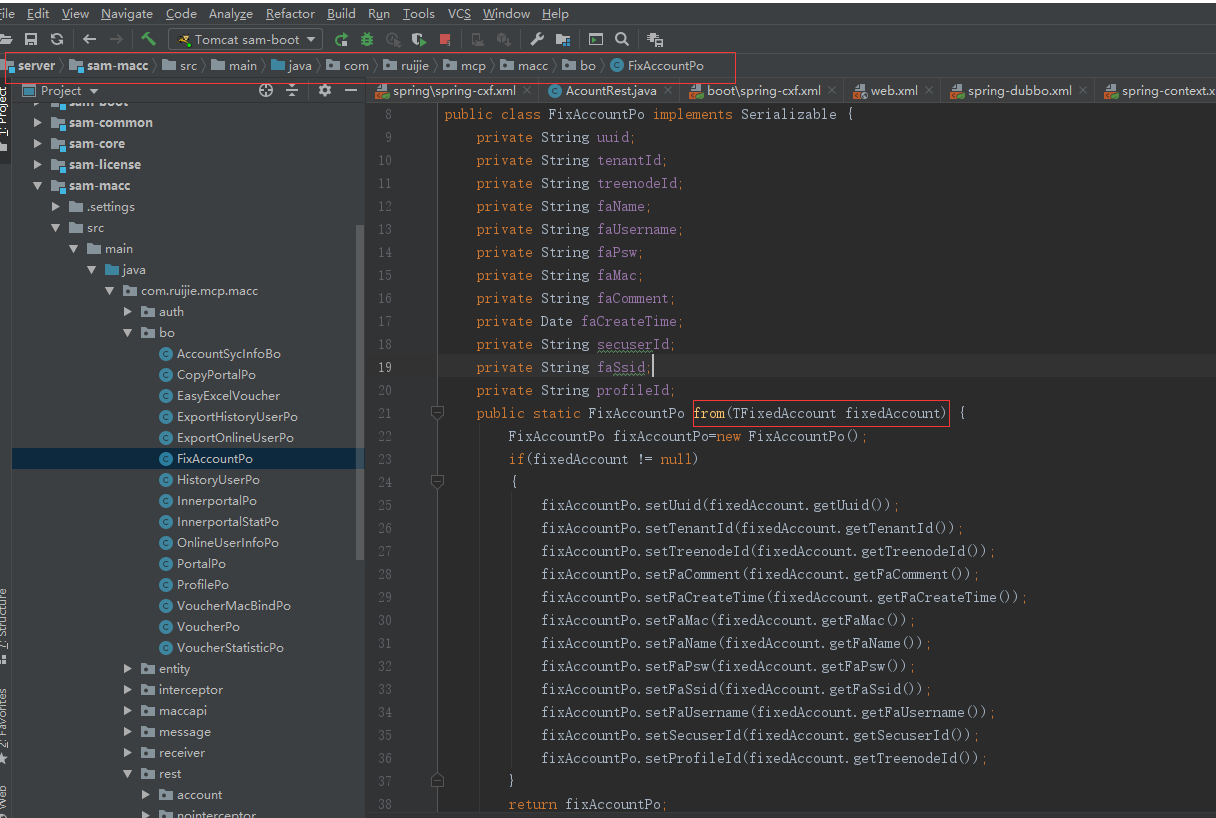 File Edit View Navigate Code Analyze Refactor Build Run Tools VCS Window Help
Tomcat sam-boot
server sam-macc src main java com ruijie mcp macc bo FixAccountPo
Project
spring\spring-cxf.xml AcountRest.java boot\spring-cxf.xml web.xml spring-dubbo.xml spring-context.x
1: Project
7: Structure
2: Favorites
Web
sam-boot
sam-common
sam-core
sam-license
sam-macc
.settings
src
main
java
com.ruijie.mcp.macc
auth
bo
AccountSycInfoBo
CopyPortalPo
EasyExcelVoucher
ExportHistoryUserPo
ExportOnlineUserPo
FixAccountPo
HistoryUserPo
InnerportalPo
InnerportalStatPo
OnlineUserInfoPo
PortalPo
ProfilePo
VoucherMacBindPo
VoucherPo
VoucherStatisticPo
entity
interceptor
maccapi
message
receiver
rest
account
nointerceptor
8 public class FixAccountPo implements Serializable {
9 private String uuid;
10 private String tenantId;
11 private String treenodeId;
12 private String faName;
13 private String faUsername;
14 private String faPsw;
15 private String faMac;
16 private String faComment;
17 private Date faCreateTime;
18 private String secuserId;
19 private String faSsid;
20 private String profileId;
21 public static FixAccountPo from(TFixedAccount fixedAccount) {
22 FixAccountPo fixAccountPo=new FixAccountPo();
23 if(fixedAccount != null)
24 {
25 fixAccountPo.setUuid(fixedAccount.getUuid());
26 fixAccountPo.setTenantId(fixedAccount.getTenantId());
27 fixAccountPo.setTreenodeId(fixedAccount.getTreenodeId());
28 fixAccountPo.setFaComment(fixedAccount.getFaComment());
29 fixAccountPo.setFaCreateTime(fixedAccount.getFaCreateTime());
30 fixAccountPo.setFaMac(fixedAccount.getFaMac());
31 fixAccountPo.setFaName(fixedAccount.getFaName());
32 fixAccountPo.setFaPsw(fixedAccount.getFaPsw());
33 fixAccountPo.setFaSsid(fixedAccount.getFaSsid());
34 fixAccountPo.setFaUsername(fixedAccount.getFaUsername());
35 fixAccountPo.setSecuserId(fixedAccount.getSecuserId());
36 fixAccountPo.setProfileId(fixedAccount.getTreenodeId());
37 }
38 return fixAccountPo;